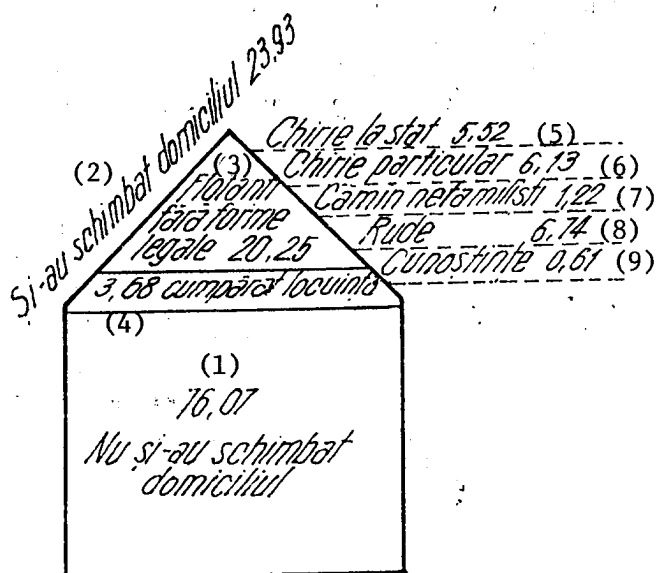 Și-au schimbat domiciliul 23,93
(2)
(3)
fără forme
legale 20,25
3,68 cumpărat locuință
(4)
Chirie la stat 5,52 (5)
Chirie particular 6,13 (6)
Cămin nefamiliști 1,22 (7)
Rude 6,74 (8)
Cunoștințe 0,61 (9)
(1)
76,07
Nu și-au schimbat
domiciliul